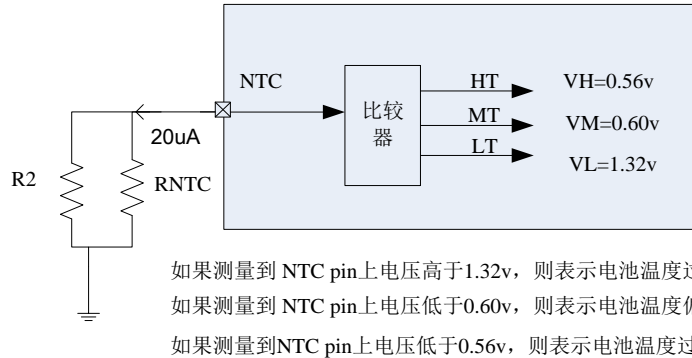 NTC
HT
VH=0.56v
比较
器
MT
VM=0.60v
20uA
LT
VL=1.32v
R2
RNTC
如果测量到 NTC pin上电压高于1.32v，则表示电池温度过
如果测量到 NTC pin上电压低于0.60v，则表示电池温度
如果测量到NTC pin上电压低于0.56v，则表示电池温度过